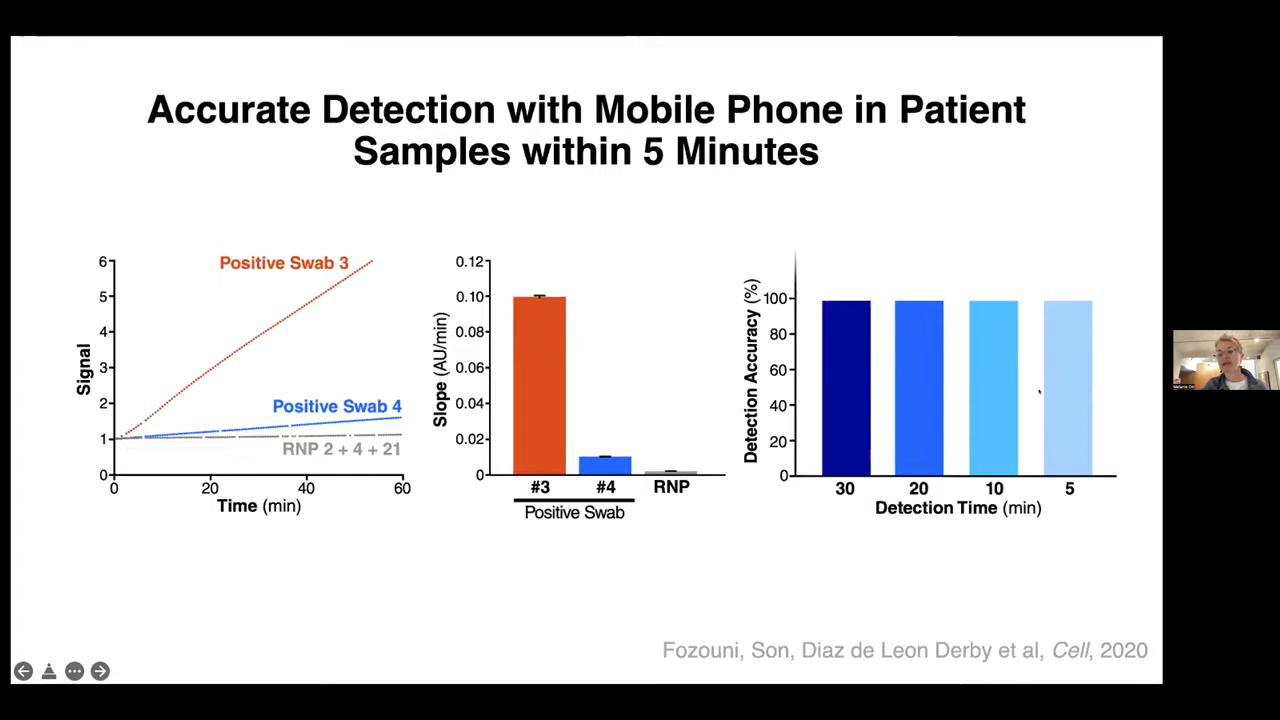 Accurate Detection with Mobile Phone in Patient
Samples within 5 Minutes
6
5
4
3
2
1
0
Signal
Positive Swab 3
Positive Swab 4
RNP 2 + 4 + 21
0
20
40
60
Time (min)
0.12
0.10
0.08
0.06
0.04
0.02
0
Slope (AU/min)
#3
#4
RNP
Positive Swab
100
80
60
40
20
0
Detection Accuracy (%)
30
20
10
5
Detection Time (min)
Fozouni, Son, Diaz de Leon Derby et al, Cell, 2020
Melanie Ott